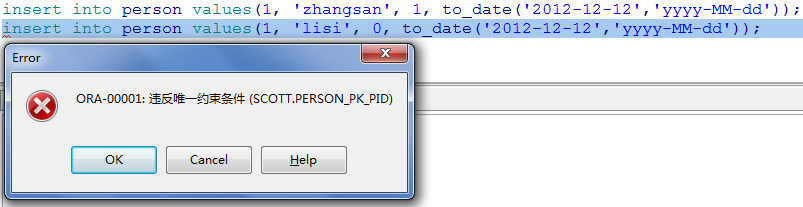 insert into person values(1, 'zhangsan', 1, to_date('2012-12-12','yyyy-MM-dd'));
insert into person values(1, 'lisi', 0, to_date('2012-12-12','yyyy-MM-dd'));
Error
ORA-00001: 违反唯一约束条件 (SCOTT.PERSON_PK_PID)
OK
Cancel
Help